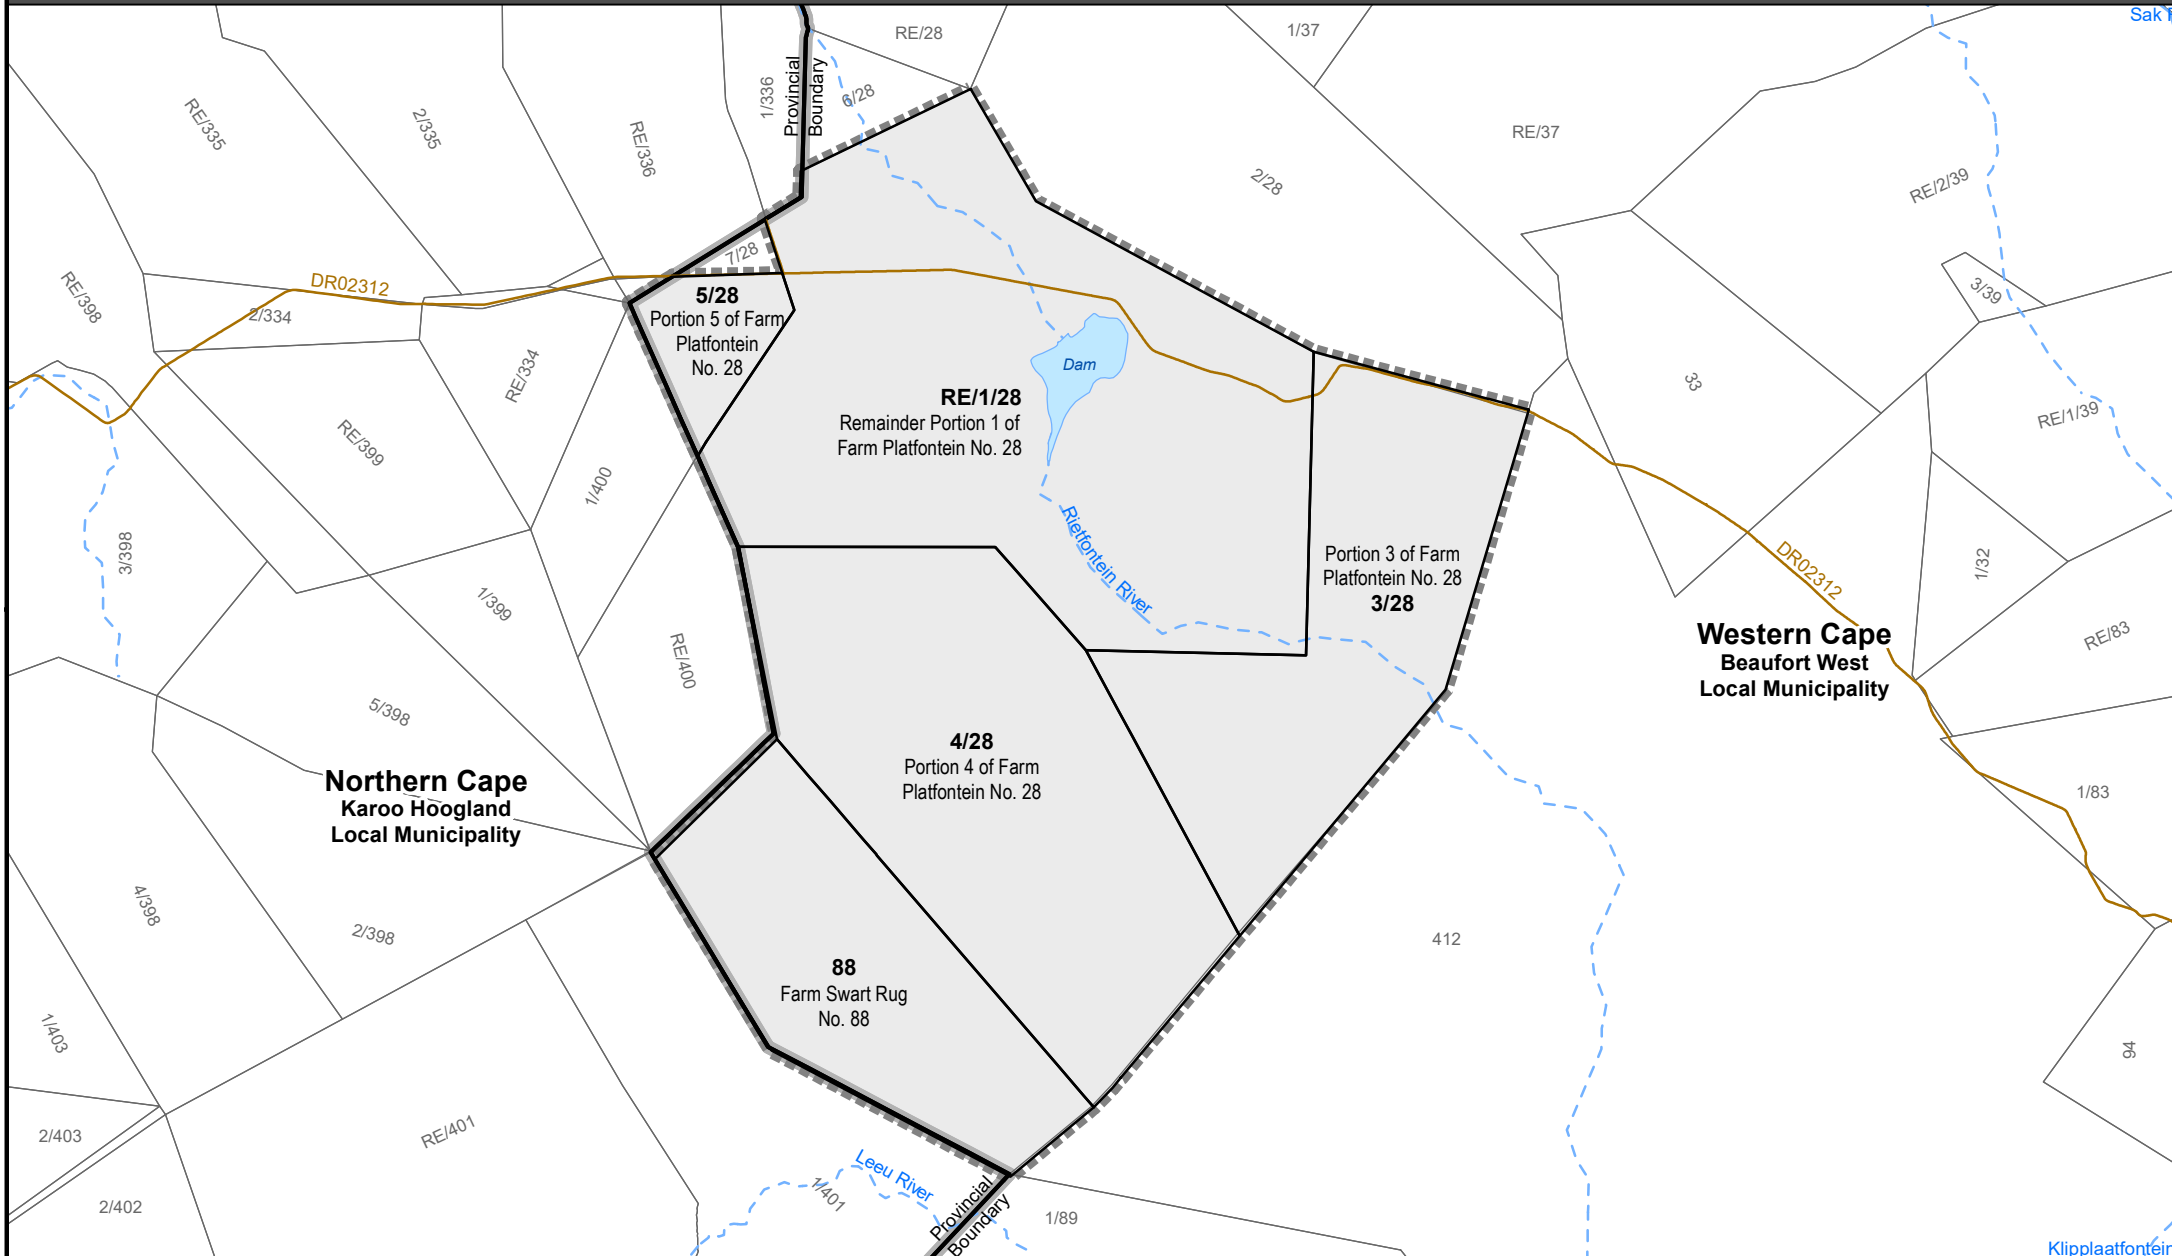 Sak
RE/28
1/37
1/336
Provincial
Boundary
6/28
RE/335
2/335
RE/336
RE/37
2/28
RE/2/39
7/28
RE/398
DR02312
2/334
3/39
5/28
Portion 5 of Farm
Platfontein
No. 28
Dam
RE/334
33
RE/1/28
Remainder Portion 1 of
Farm Platfontein No. 28
RE/1/39
RE/399
1/400
3/398
Rietfontein River
Portion 3 of Farm
Platfontein No. 28
3/28
DR02312
1/32
1/399
Western Cape
Beaufort West
Local Municipality
RE/83
RE/400
5/398
4/28
Portion 4 of Farm
Platfontein No. 28
Northern Cape
Karoo Hoogland
Local Municipality
1/83
4/398
2/398
412
88
Farm Swart Rug
No. 88
1/403
94
2/403
RE/401
Leeu River
1/401
2/402
Provincial
Boundary
1/89
Klipplaatfontein